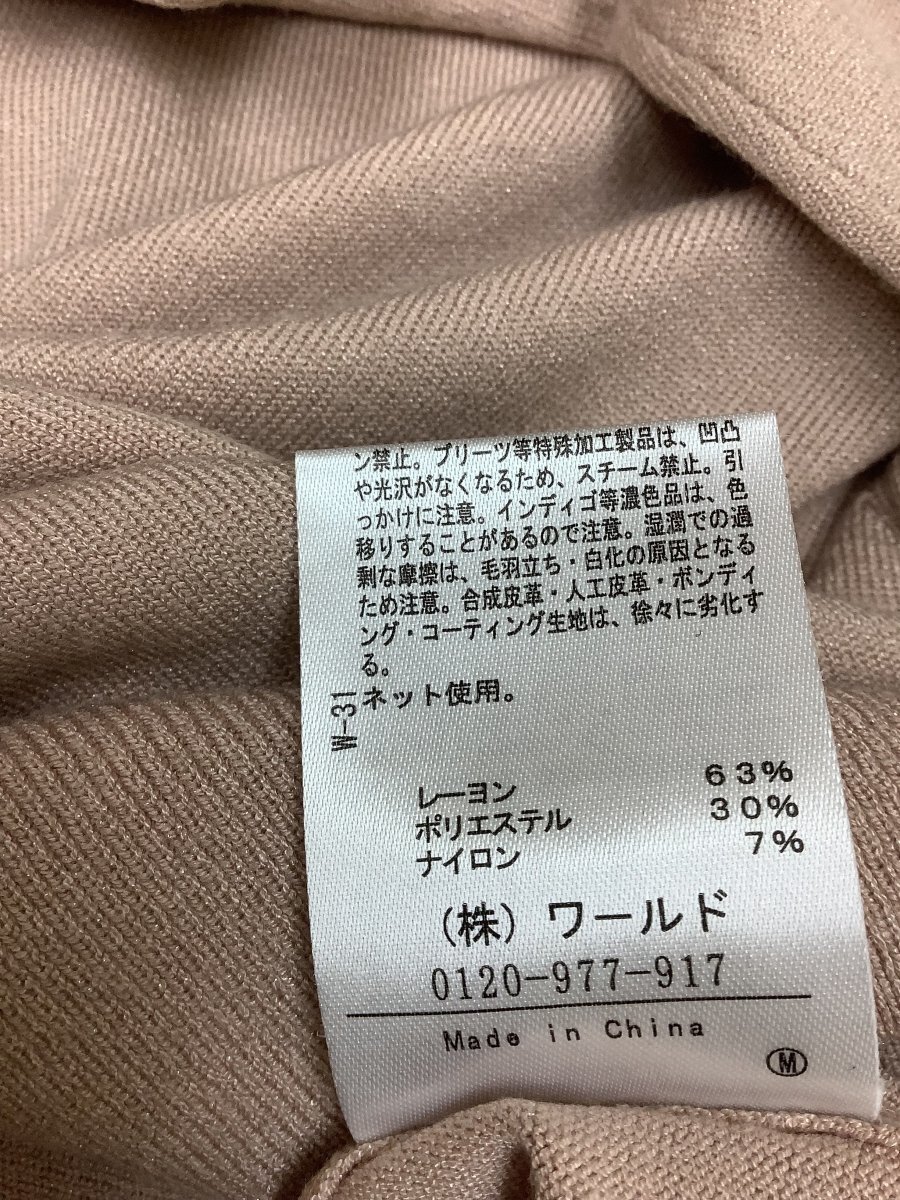 ン禁止。プリーツ等特殊加工製品は、凹凸
や光沢がなくなるため、スチーム禁止。引
っかけに注意。インディゴ等濃色品は、色
移りすることがあるので注意。湿潤での過
剰な摩擦は、毛羽立ち・白化の原因となる
ため注意。合成皮革・人工皮革・ボンディ
ング・コーティング生地は、徐々に劣化す
る。
ネット使用。
W-31
レーヨン 63%
ポリエステル 30%
ナイロン 7%
(株) ワールド
0120-977-917
Made in China
M